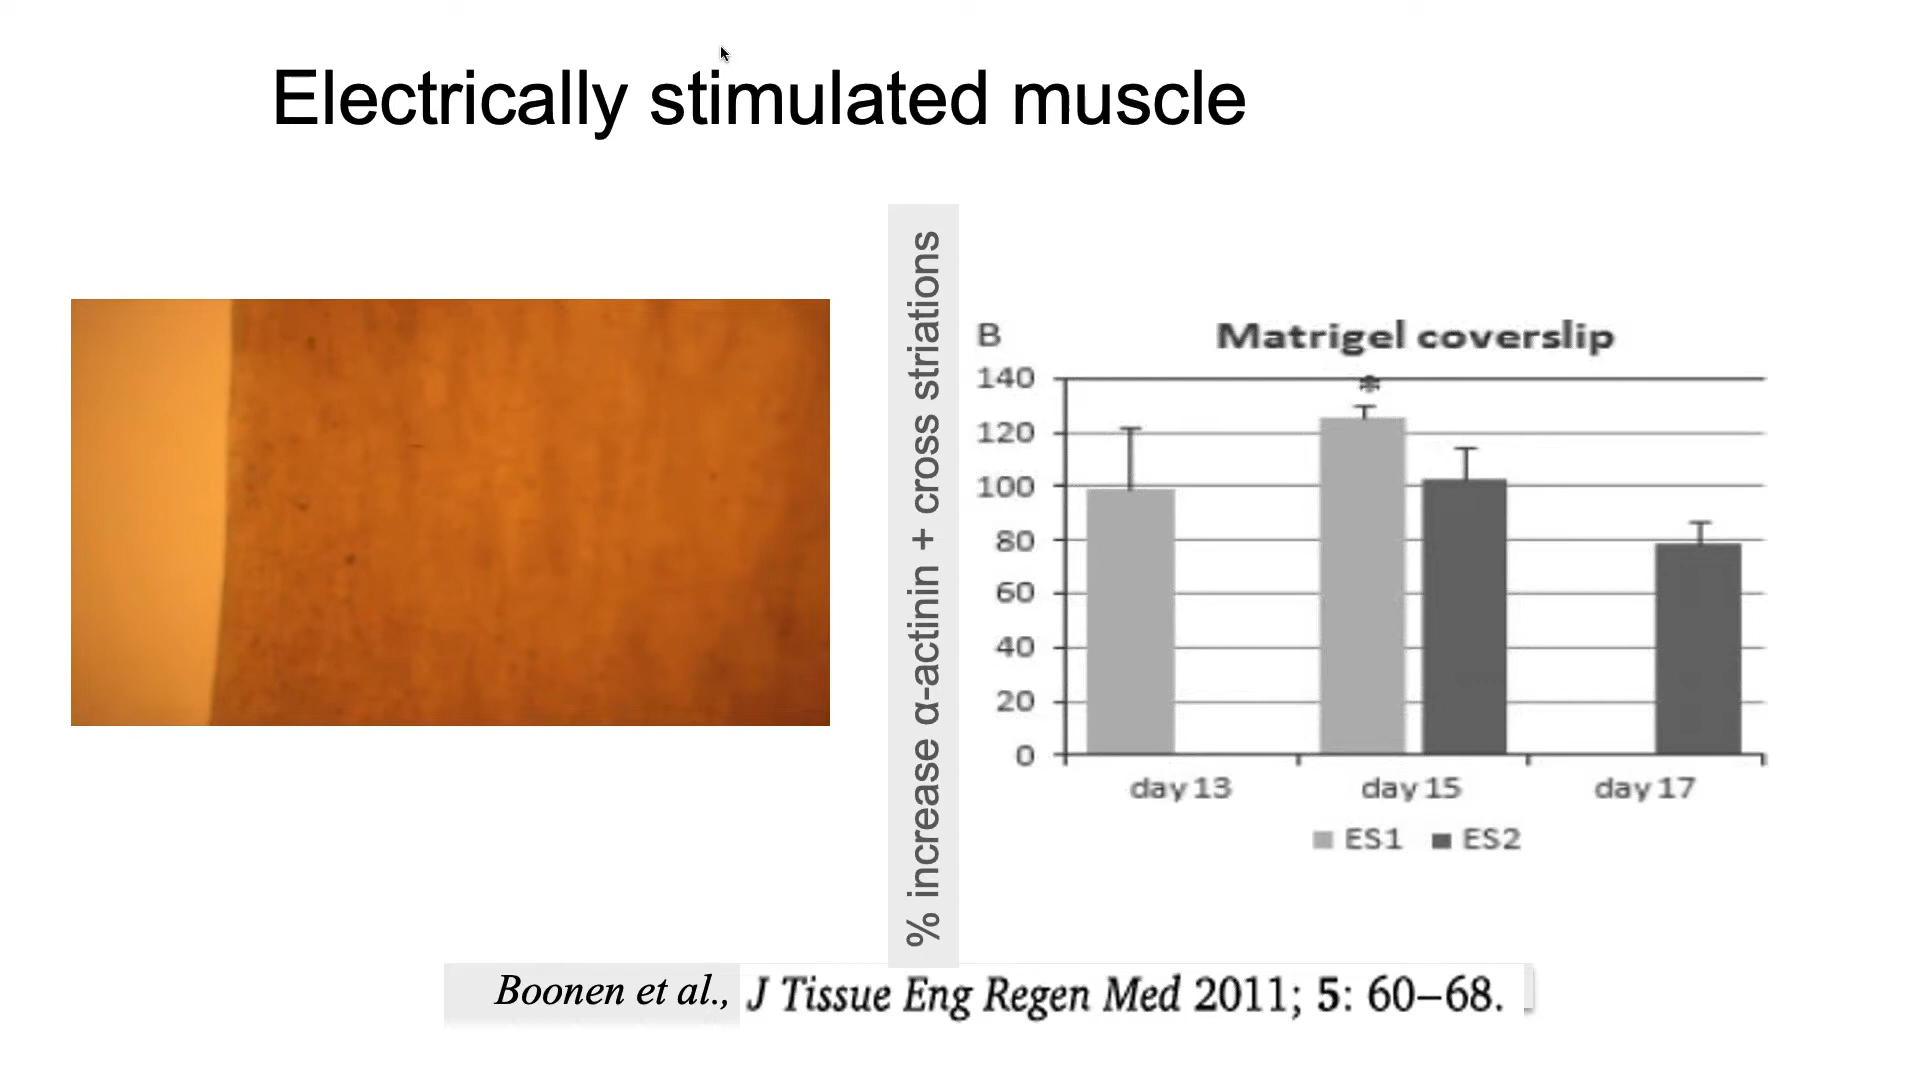 Electrically stimulated muscle
% increase α-actinin + cross striations
B
Matrigel coverslip
140
120
100
80
60
40
20
0
*
day 13 day 15 day 17
ES1 ES2
Boonen et al., J Tissue Eng Regen Med 2011; 5: 60–68.